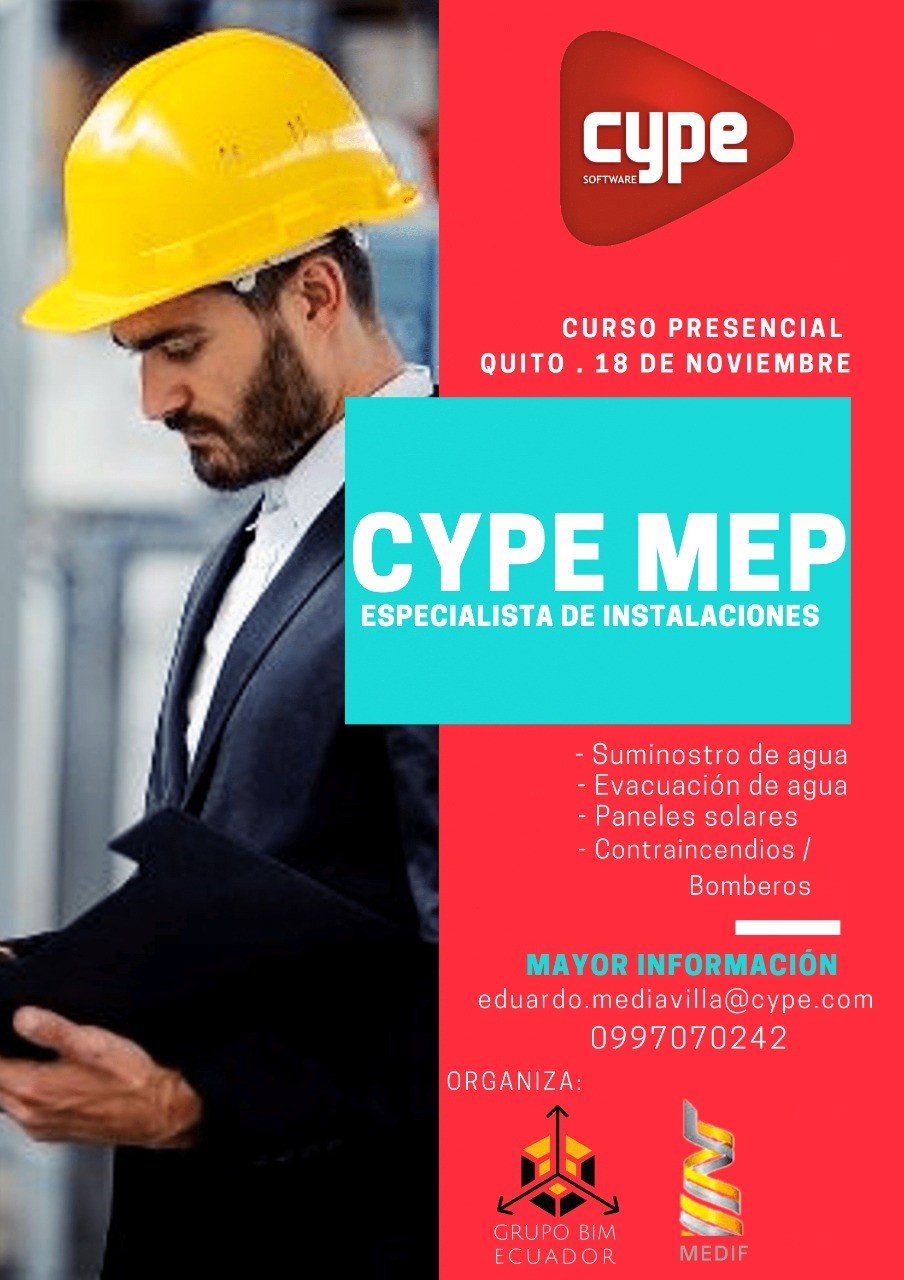 cype
SOFTWARE
CURSO PRESENCIAL
QUITO . 18 DE NOVIEMBRE
CYPE MEP
ESPECIALISTA DE INSTALACIONES
- Suminostro de agua
- Evacuación de agua
- Paneles solares
- Contraincendios /
Bomberos
MAYOR INFORMACIÓN
eduardo.mediavilla@cype.com
0997070242
ORGANIZA:
GRUPO BIM
ECUADOR
MEDIF